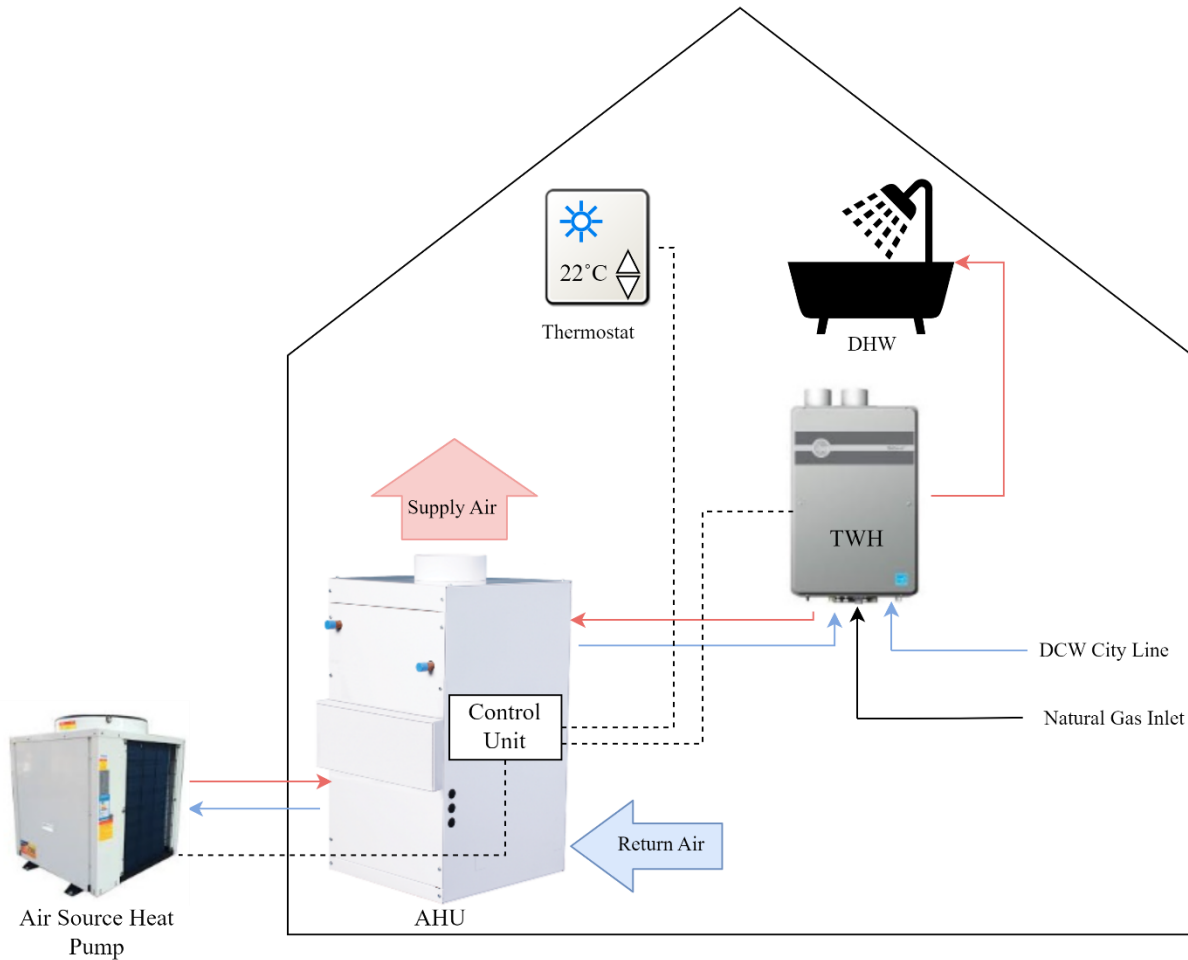 22°C
Thermostat
DHW
Supply Air
TWH
DCW City Line
Control
Unit
Natural Gas Inlet
Return Air
Air Source Heat
Pump
AHU